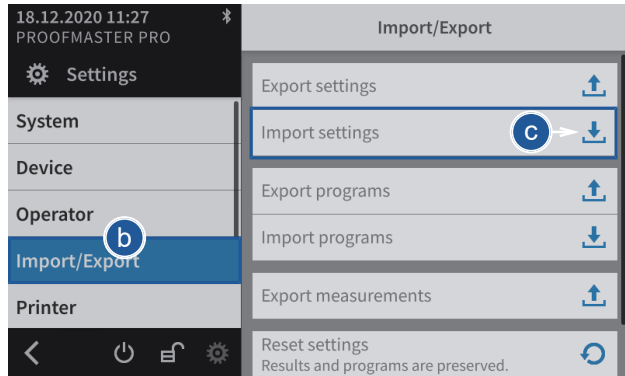 18.12.2020 11:27
PROOFMASTER PRO
Settings
System
Device
Operator
b
Import/Export
Printer
Import/Export
Export settings
Import settings
c
Export programs
Import programs
Export measurements
Reset settings
Results and programs are preserved.